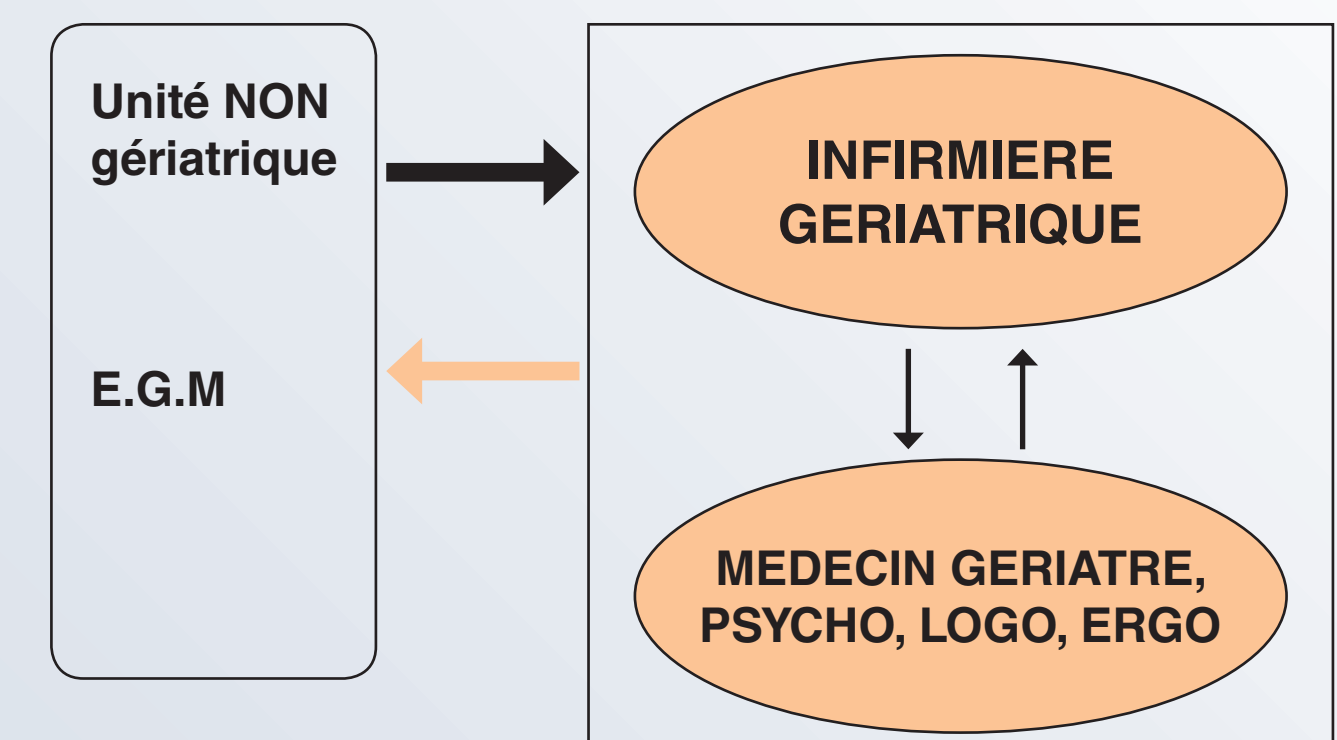 Unité NON
gériatrique
E.G.M
INFIRMIERE
GERIATRIQUE
MEDECIN GERIATRE,
PSYCHO, LOGO, ERGO